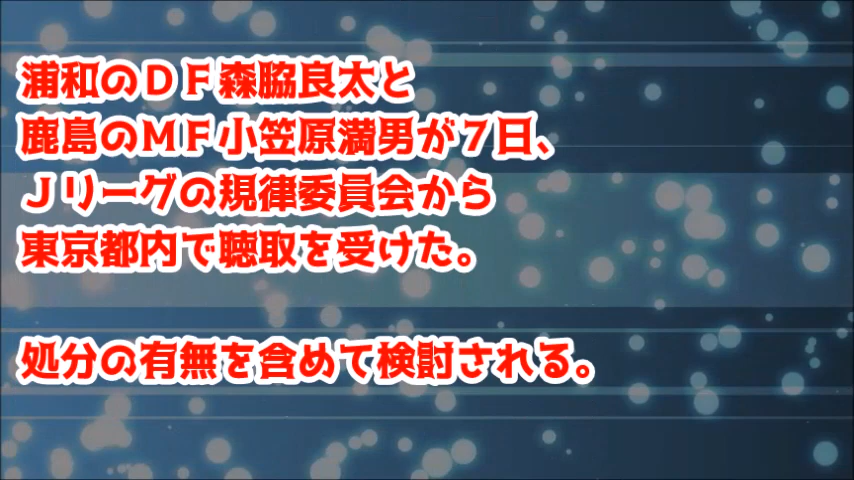 浦和のＤＦ森脇良太と
鹿島のＭＦ小笠原満男が７日、
Ｊリーグの規律委員会から
東京都内で聴取を受けた。
処分の有無を含めて検討される。